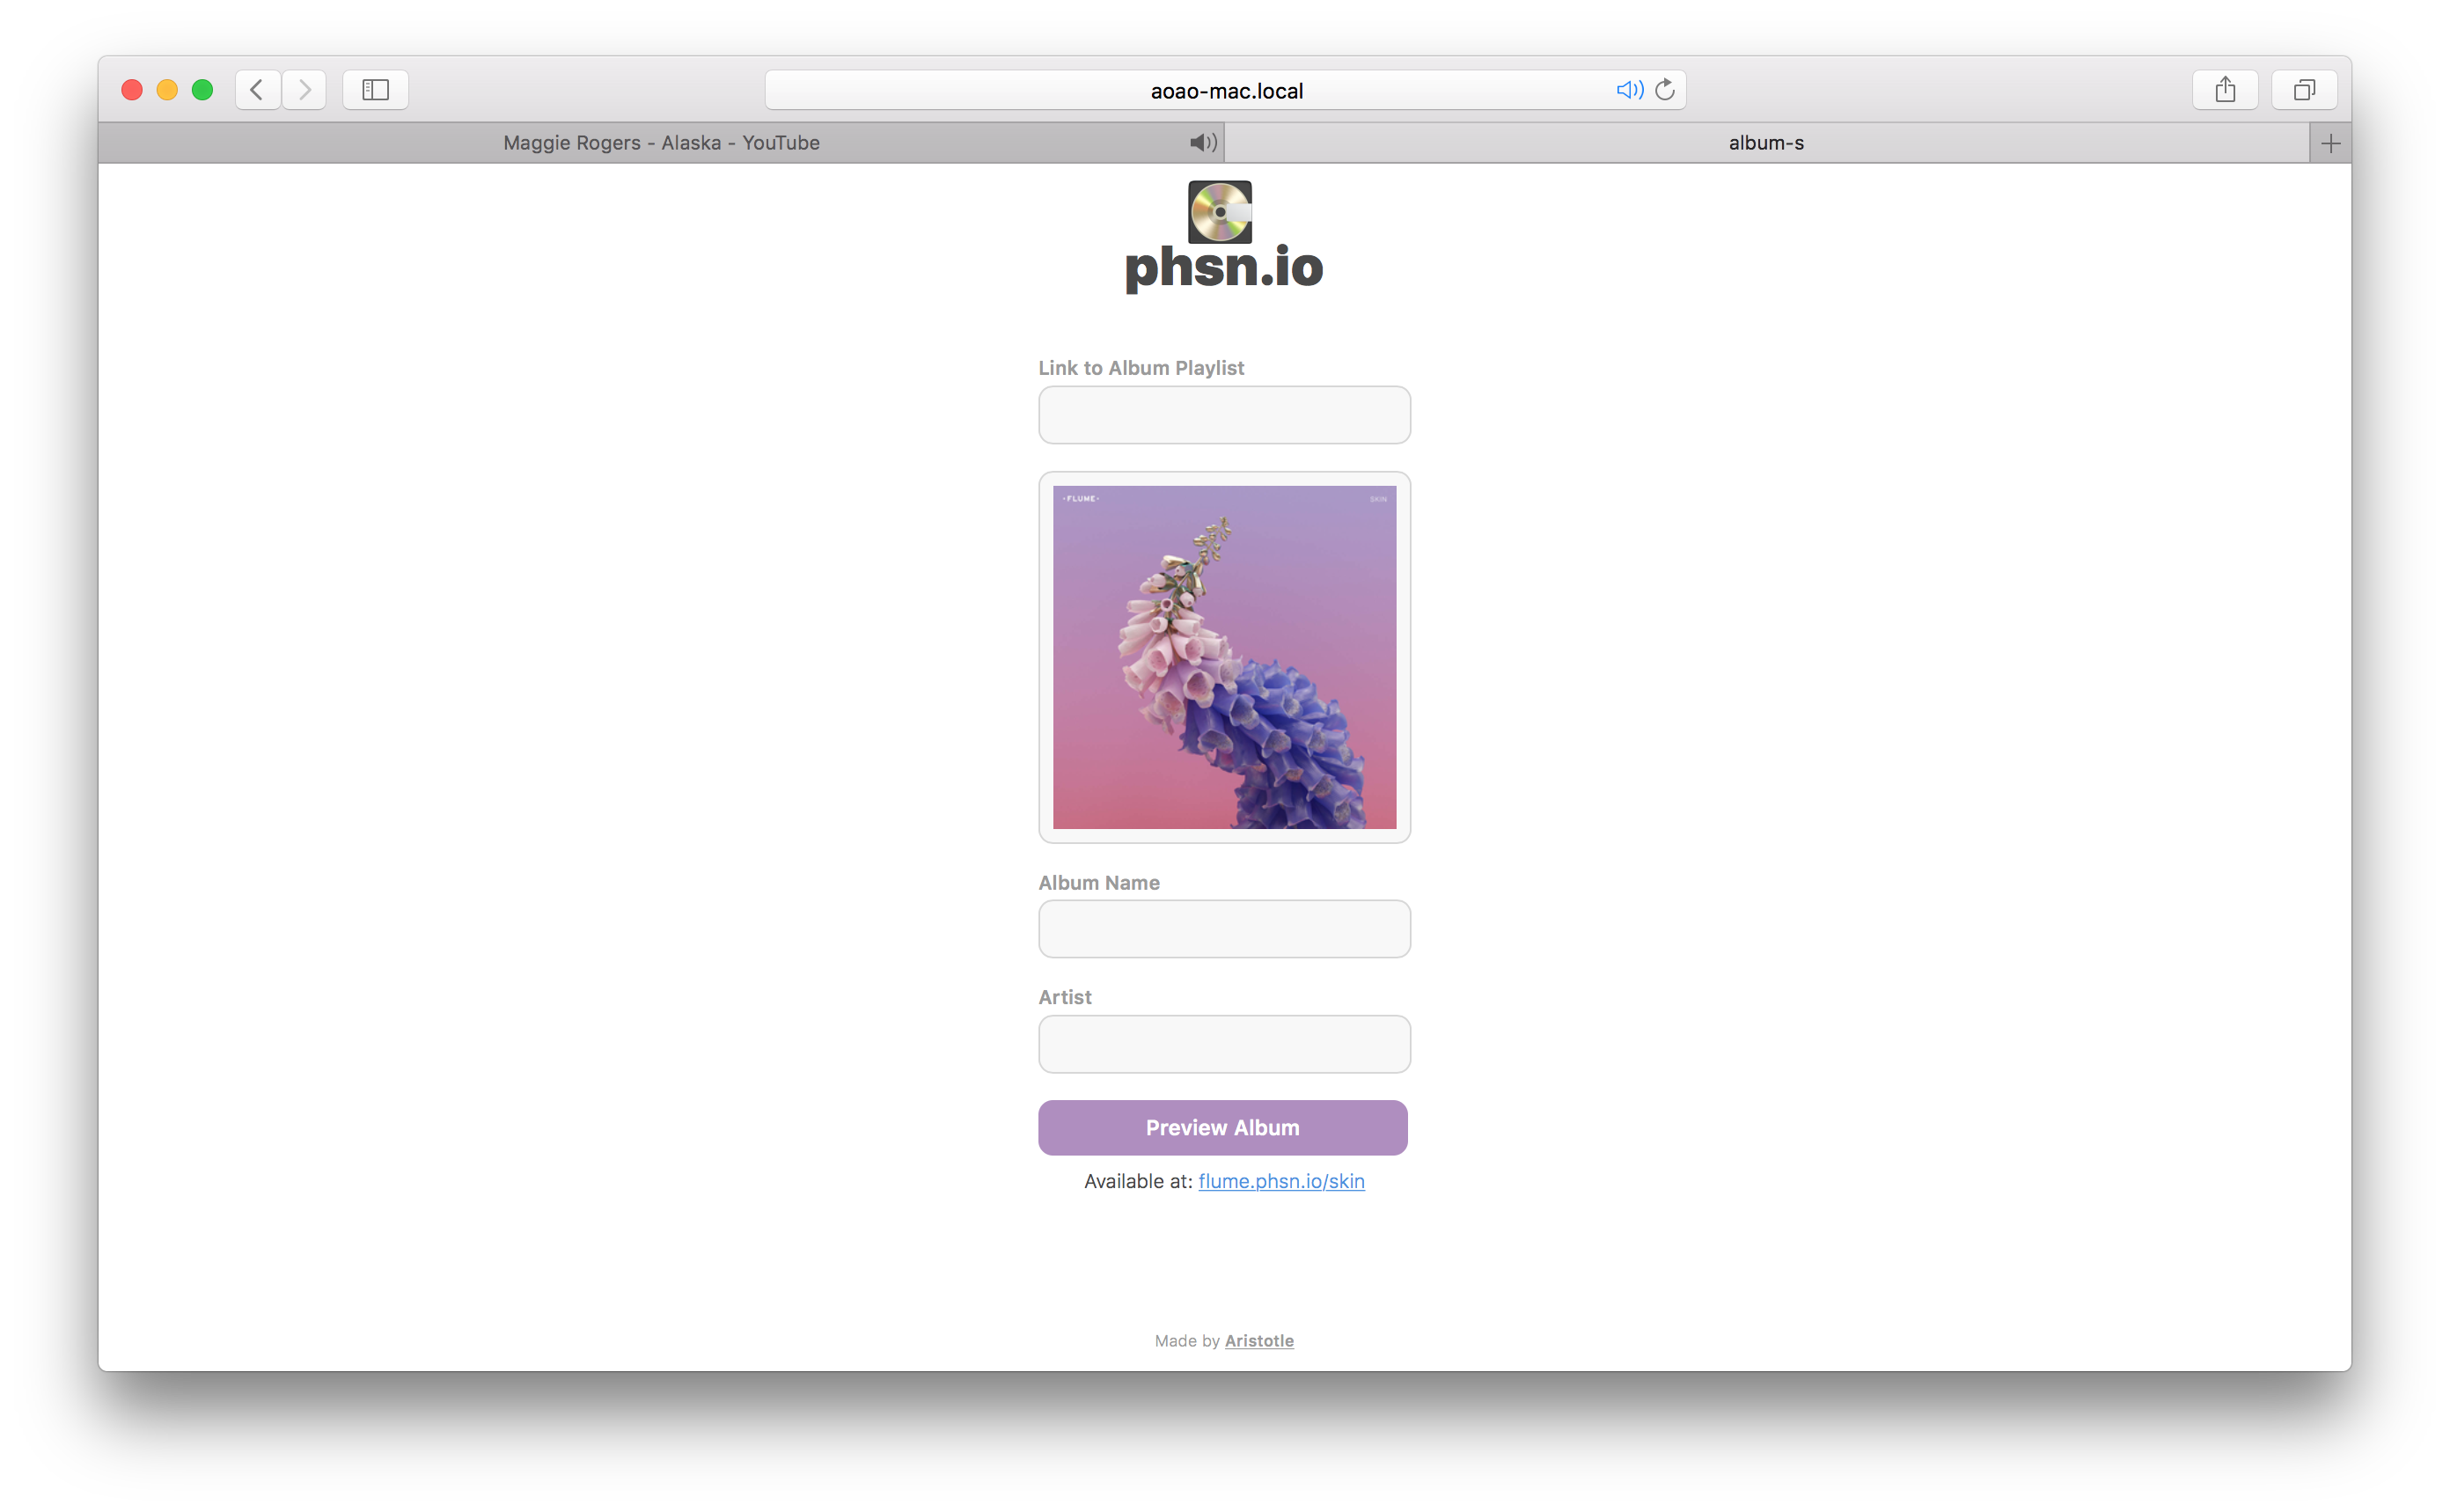 aoao-mac.local
Maggie Rogers - Alaska - YouTube
album-s
phsn.io
Link to Album Playlist
·FLUME·
SKIN
Album Name
Artist
Preview Album
Available at: flume.phsn.io/skin
Made by Aristotle